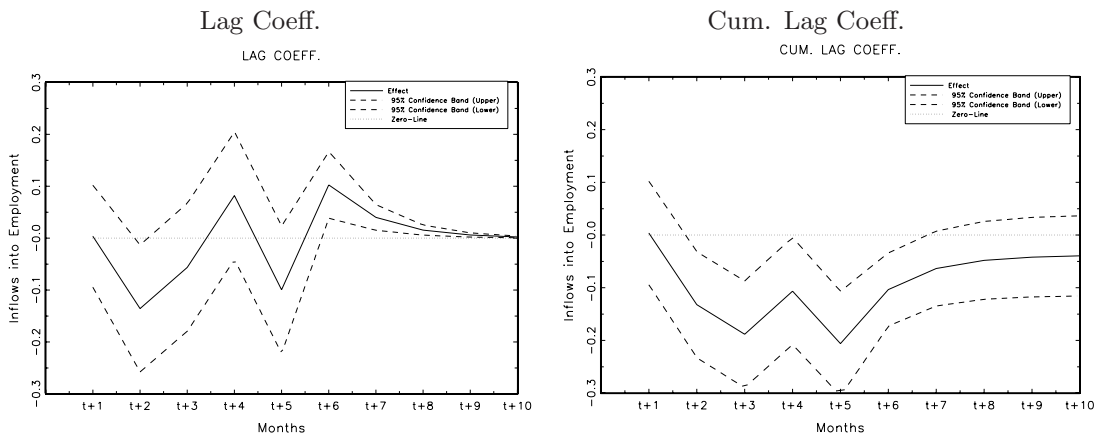 Lag Coeff.
LAG COEFF.
Effect
95% Confidence Band (Upper)
95% Confidence Band (Lower)
Zero-Line
Inflows into Employment
0.3
0.2
0.1
-0.0
-0.1
-0.2
-0.3
t+1 t+2 t+3 t+4 t+5 t+6 t+7 t+8 t+9 t+10
Months
Cum. Lag Coeff.
CUM. LAG COEFF.
Effect
95% Confidence Band (Upper)
95% Confidence Band (Lower)
Zero-Line
Inflows into Employment
0.3
0.2
0.1
-0.0
-0.1
-0.2
-0.3
t+1 t+2 t+3 t+4 t+5 t+6 t+7 t+8 t+9 t+10
Months